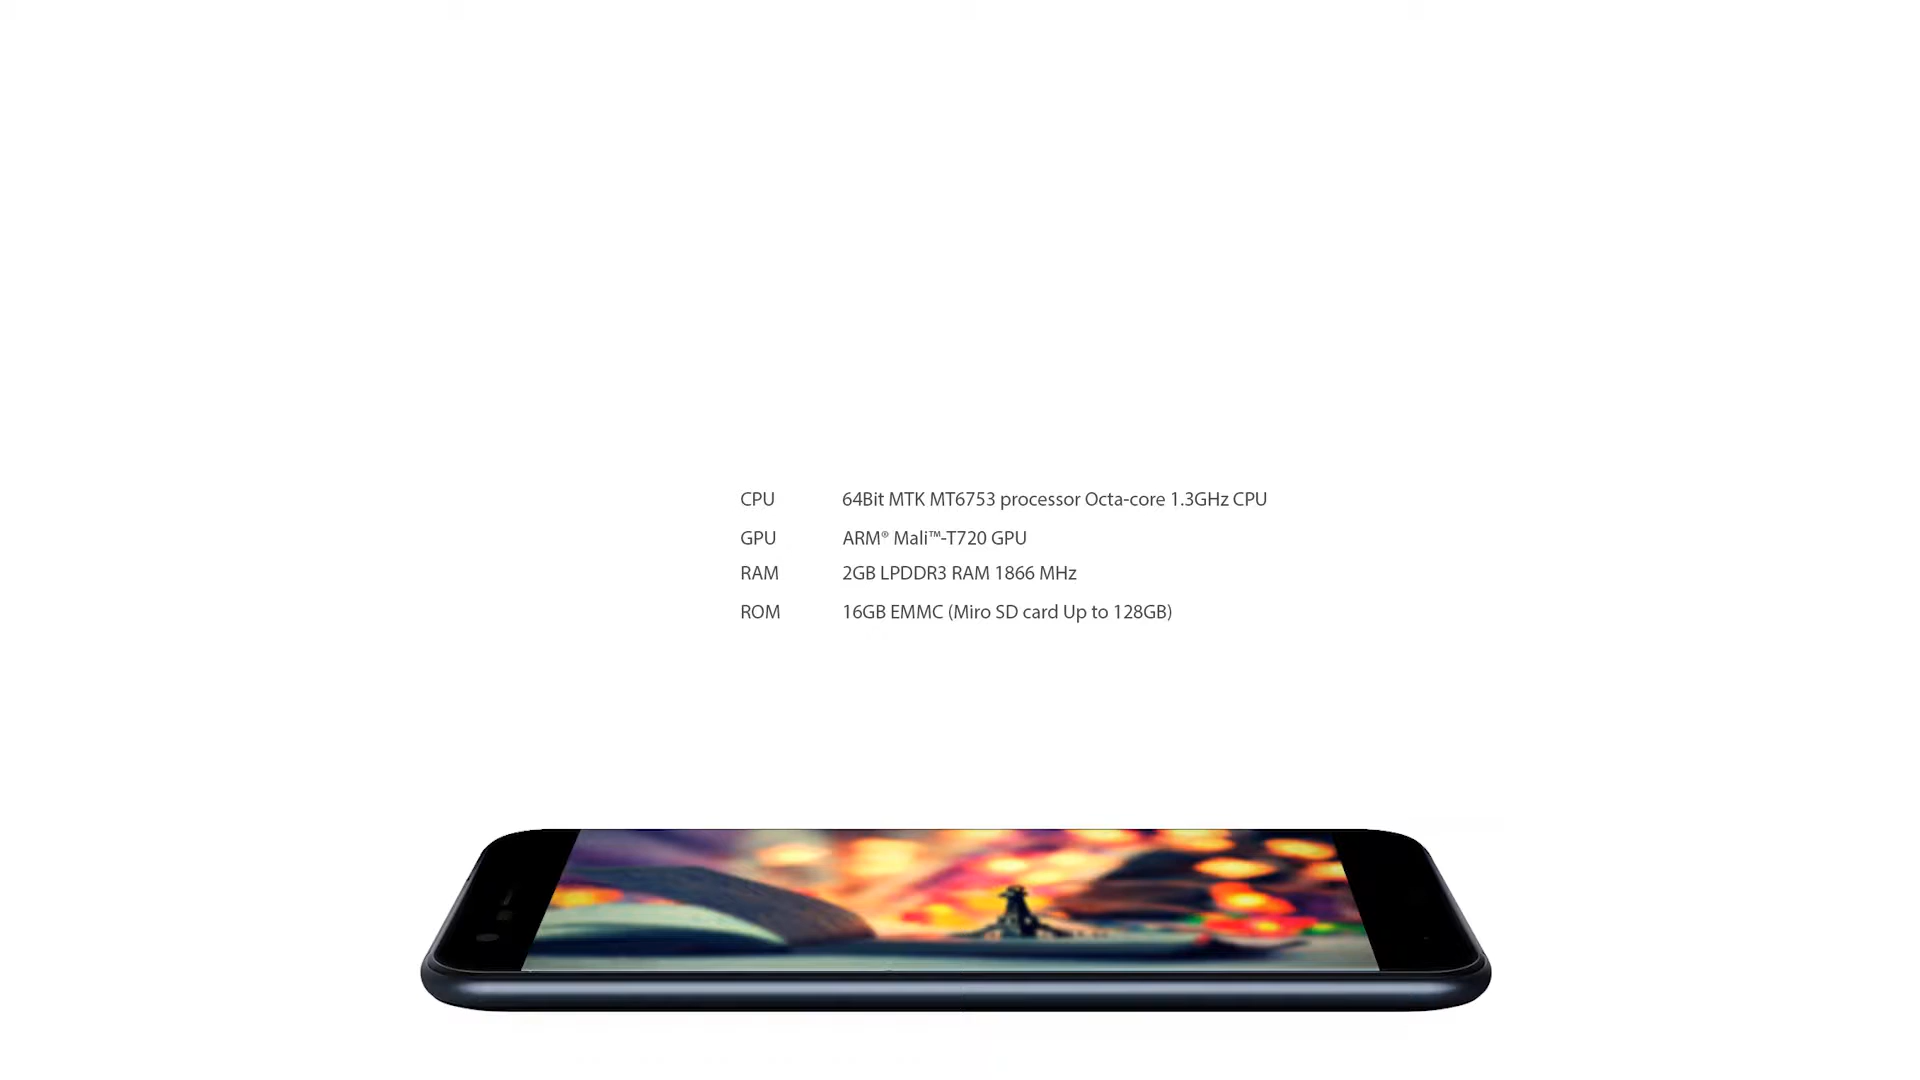 CPU 64Bit MTK MT6753 processor Octa-core 1.3GHz CPU
GPU ARM® Mali™-T720 GPU
RAM 2GB LPDDR3 RAM 1866 MHz
ROM 16GB EMMC (Miro SD card Up to 128GB)